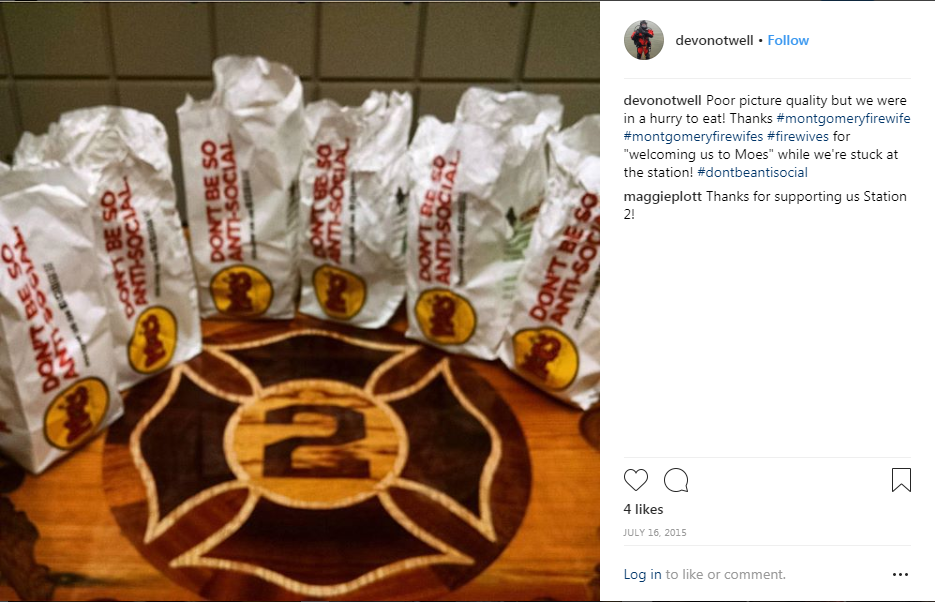 DON'T BE SO
ANTI-SOCIAL.
Moe's
DON'T BE SO
ANTI-SOCIAL.
Moe's
DON'T BE SO
ANTI-SOCIAL.
Moe's
DON'T BE SO
ANTI-SOCIAL.
Moe's
DON'T BE SO
ANTI-SOCIAL.
Moe's
DON'T BE SO
ANTI-SOCIAL
Moe's
2
devonotwell • Follow
devonotwell Poor picture quality but we were
in a hurry to eat! Thanks #montgomeryfirewife
#montgomeryfirewifes #firewives for
"welcoming us to Moes" while we're stuck at
the station! #dontbeantisocial
maggieplott Thanks for supporting us Station
2!
4 likes
JULY 16, 2015
Log in to like or comment.